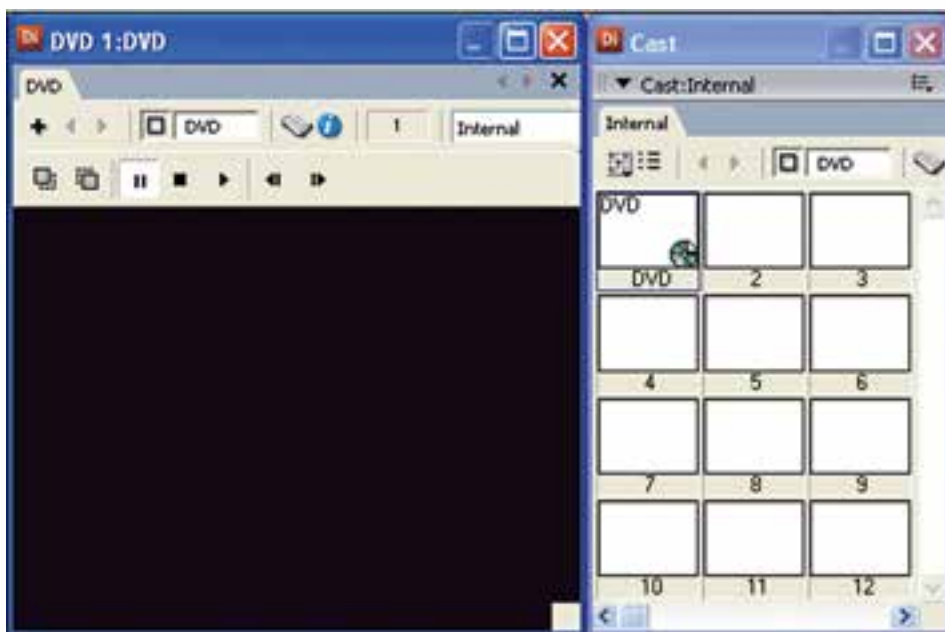 DVD 1:DVD
DVD
DVD
1
Internal
Cast
Cast:Internal
Internal
DVD
DVD
DVD 2 3
4 5 6
7 8 9
10 11 12